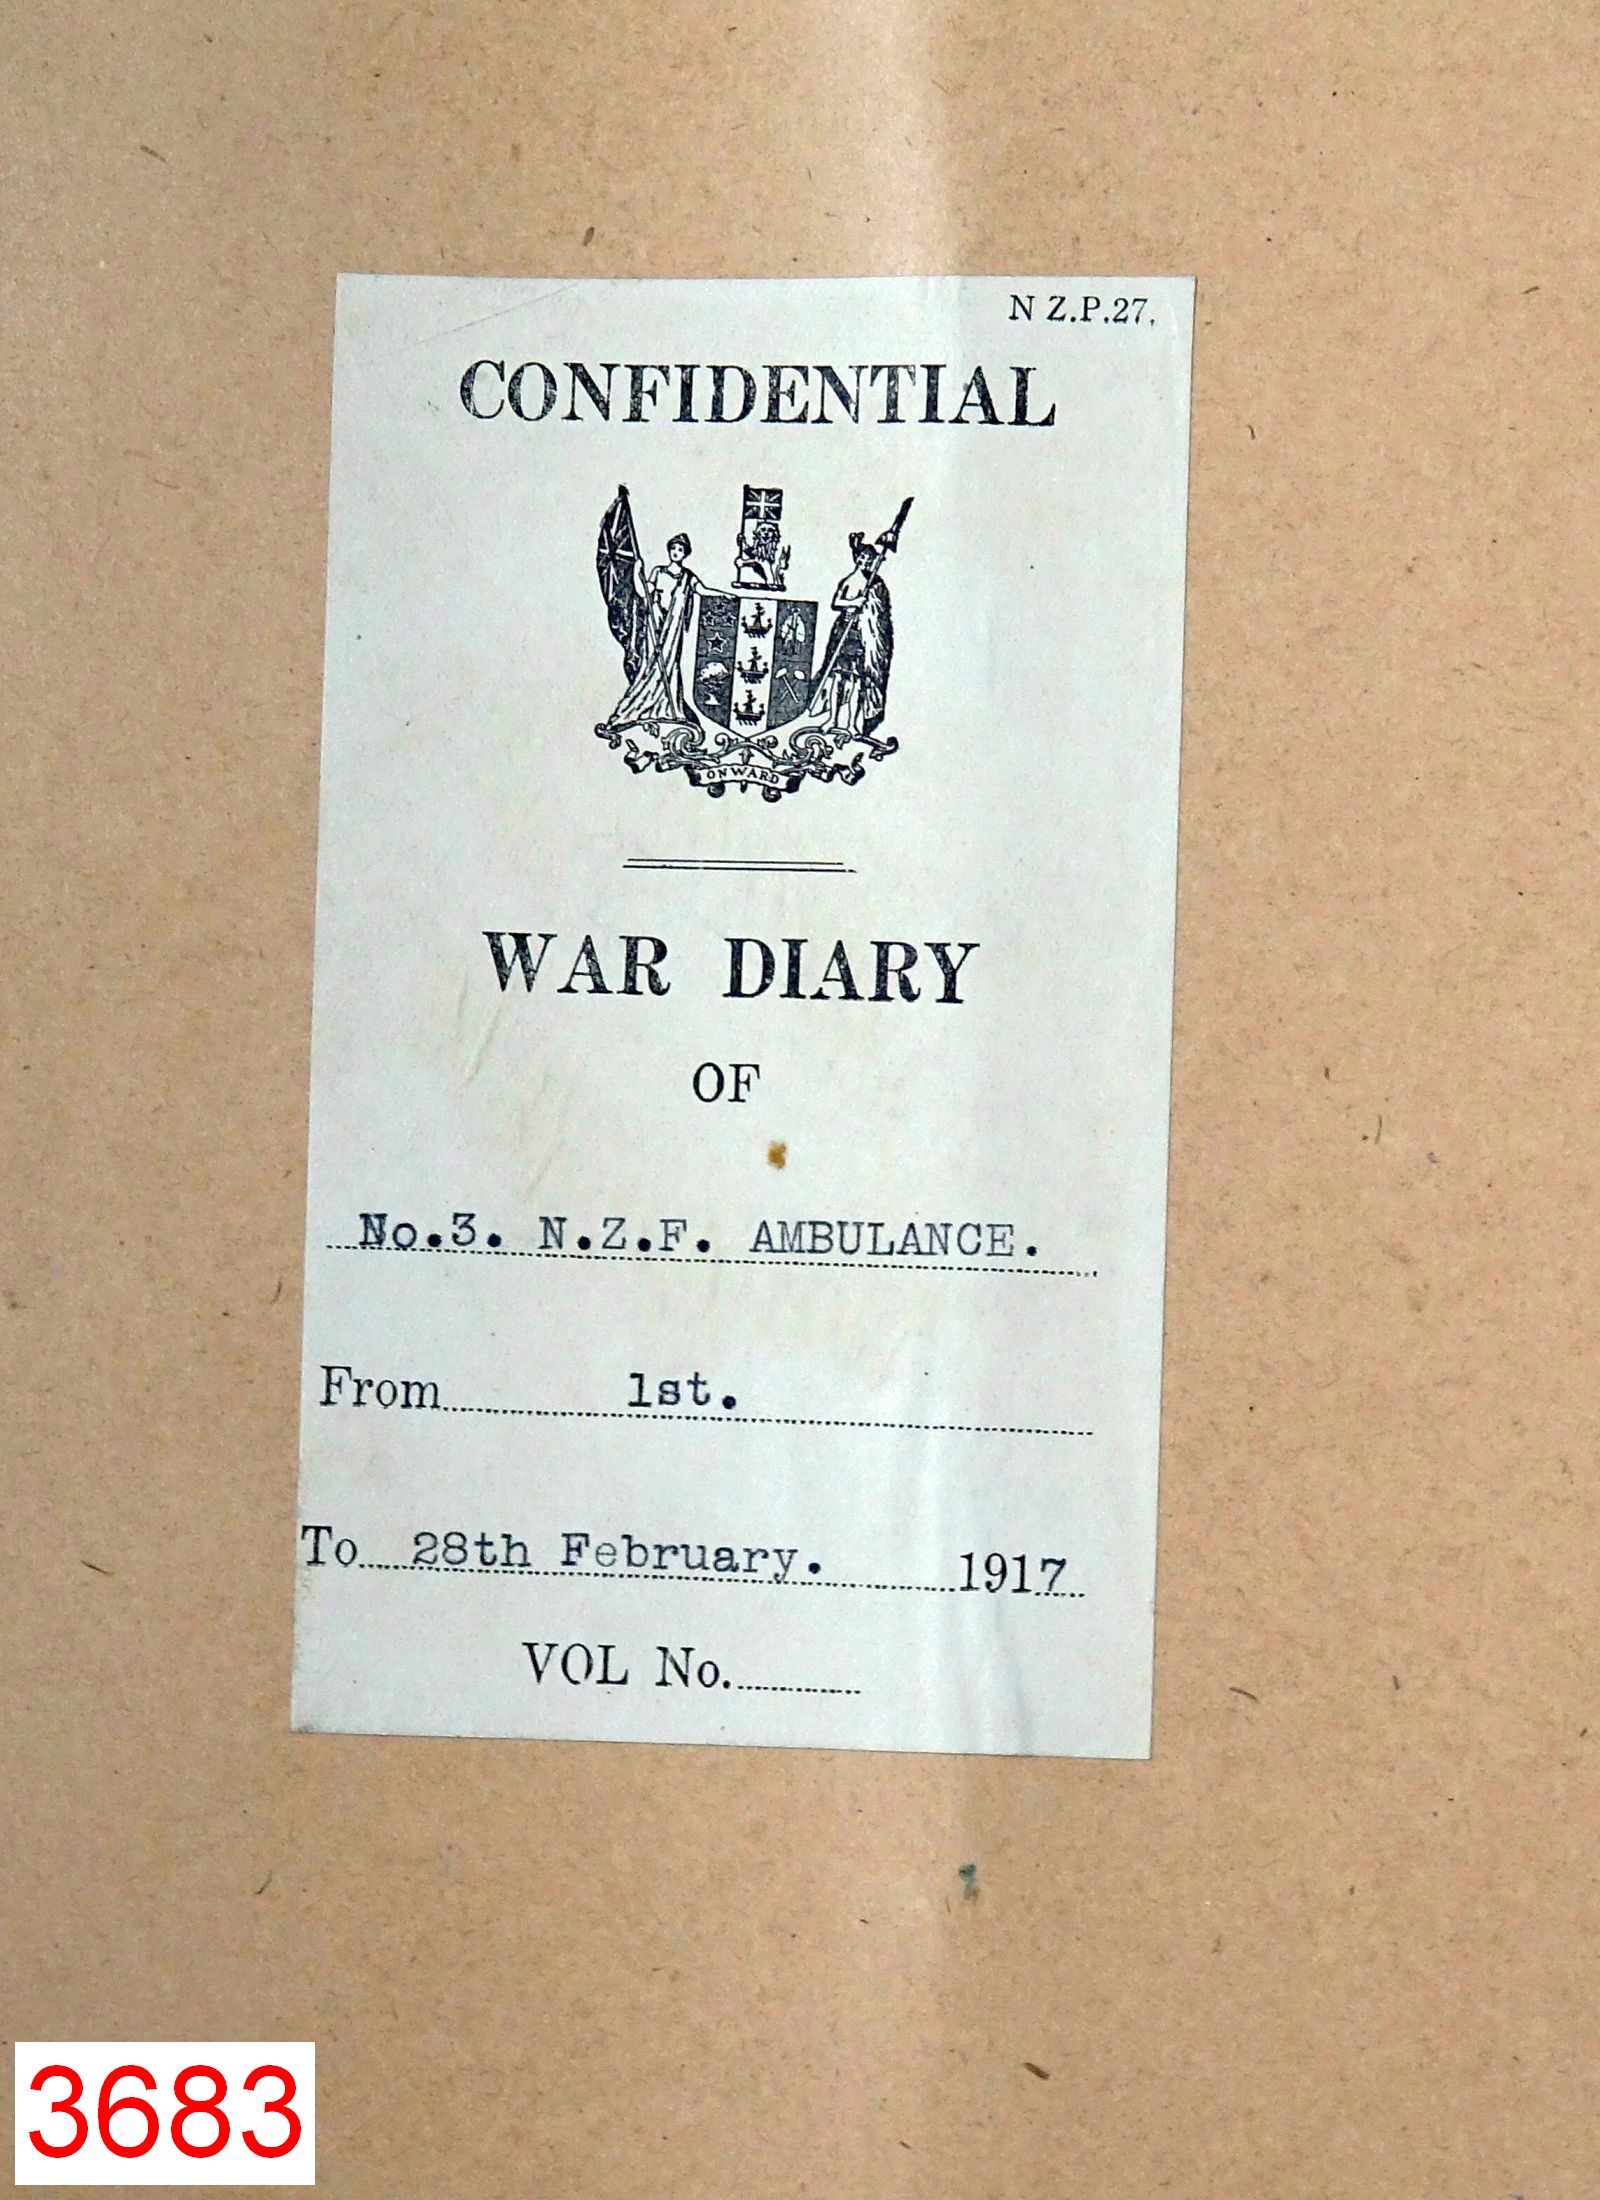 N Z.P.27.
CONFIDENTIAL
ONWARD
WAR DIARY
OF
No.3. N.Z.F. AMBULANCE.
From 1st.
To 28th February. 1917
VOL No.
3683